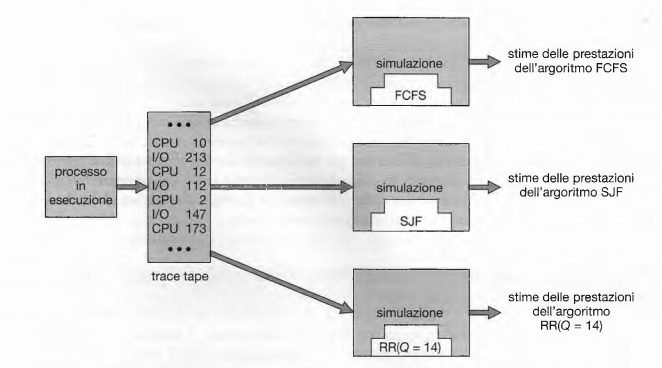 processo
in
esecuzione
•••
CPU 10
I/O 213
CPU 12
I/O 112
CPU 2
I/O 147
CPU 173
•••
trace tape
simulazione
FCFS
stime delle prestazioni
dell'argoritmo FCFS
simulazione
SJF
stime delle prestazioni
dell'argoritmo SJF
simulazione
RR(Q = 14)
stime delle prestazioni
dell'argoritmo
RR(Q = 14)